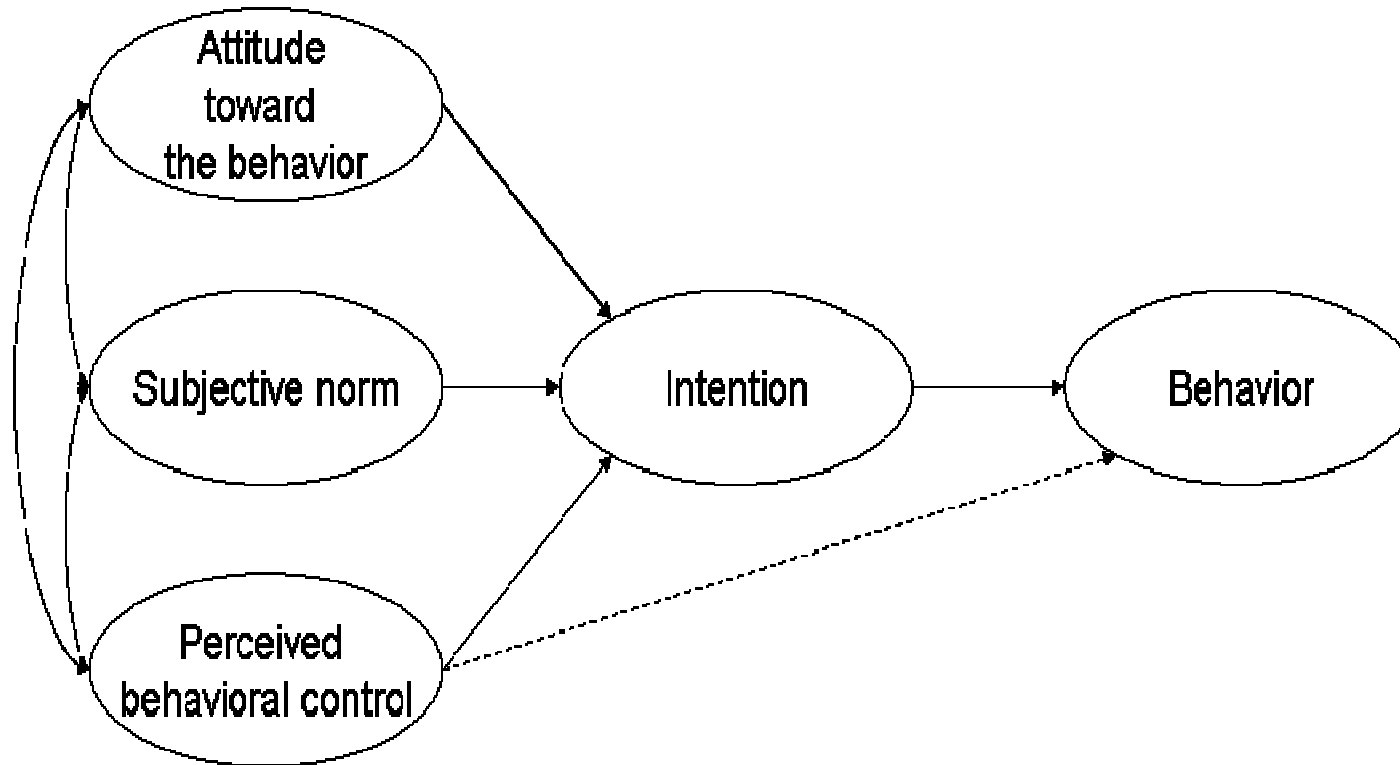 Attitude
toward
the behavior
Subjective norm
Intention
Behavior
Perceived
behavioral control